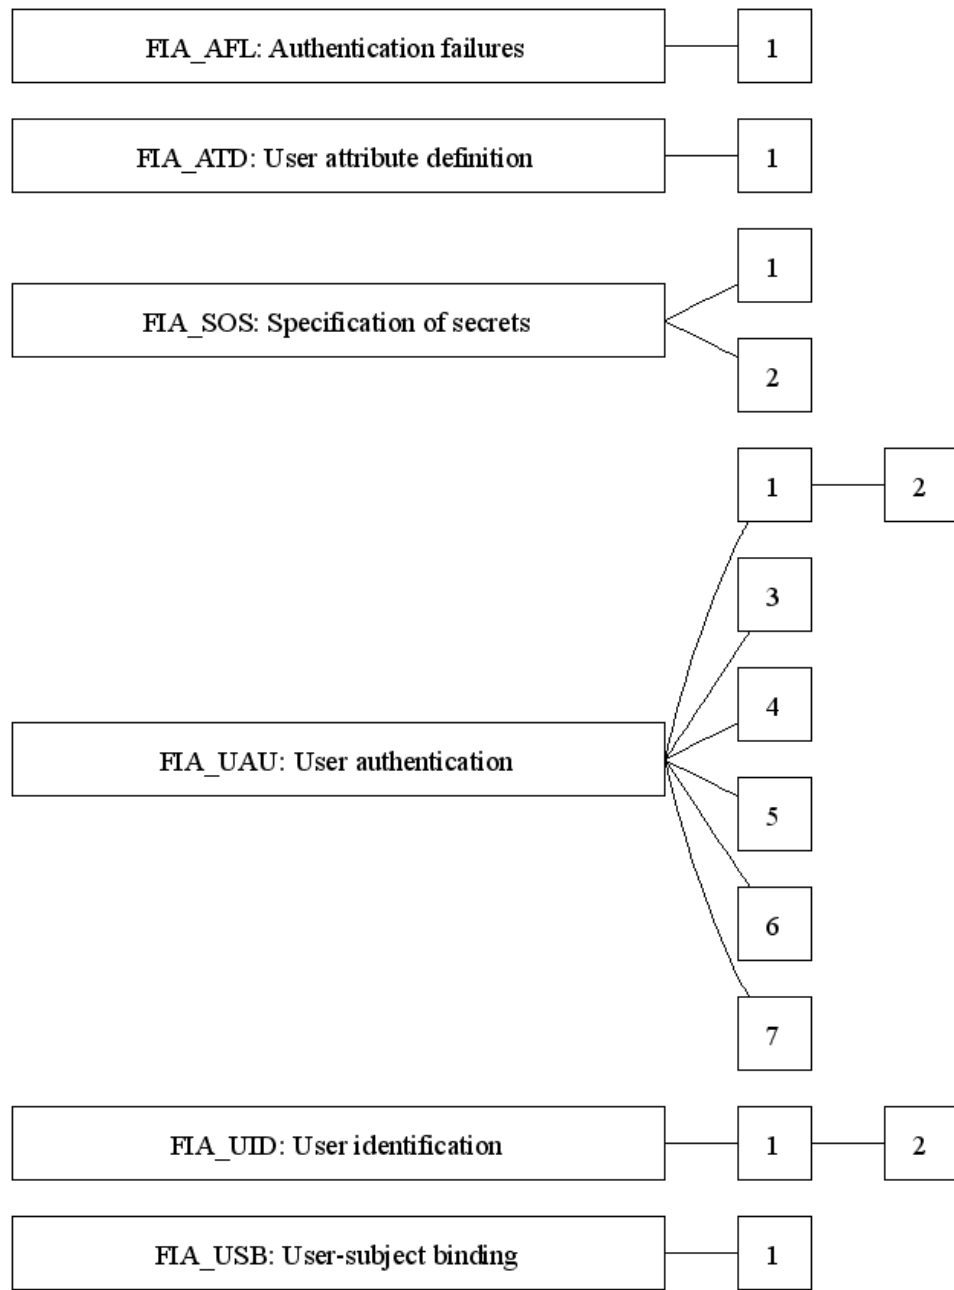 FIA_AFL: Authentication failures 1
FIA_ATD: User attribute definition 1
1
FIA_SOS: Specification of secrets
2
1 2
3
4
FIA_UAU: User authentication
5
6
7
FIA_UID: User identification 1 2
FIA_USB: User-subject binding 1